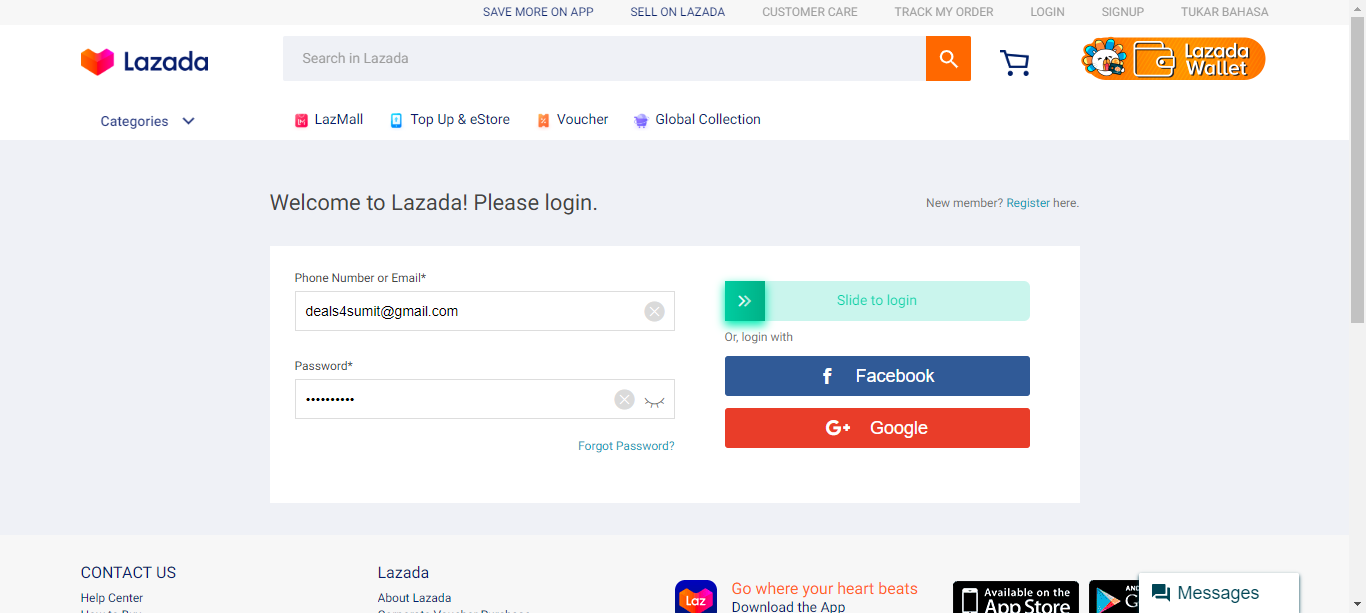 SAVE MORE ON APP SELL ON LAZADA CUSTOMER CARE TRACK MY ORDER LOGIN SIGNUP TUKAR BAHASA
Lazada
Search in Lazada
Lazada
Wallet
Categories
LazMall Top Up & eStore Voucher Global Collection
Welcome to Lazada! Please login.
New member? Register here.
Phone Number or Email*
deals4sumit@gmail.com
Password*
••••••••••
Forgot Password?
Slide to login
Or, login with
Facebook
G+ Google
CONTACT US
Help Center
Lazada
About Lazada
Laz
Go where your heart beats
Download the App
Available on the
App Store
Messages